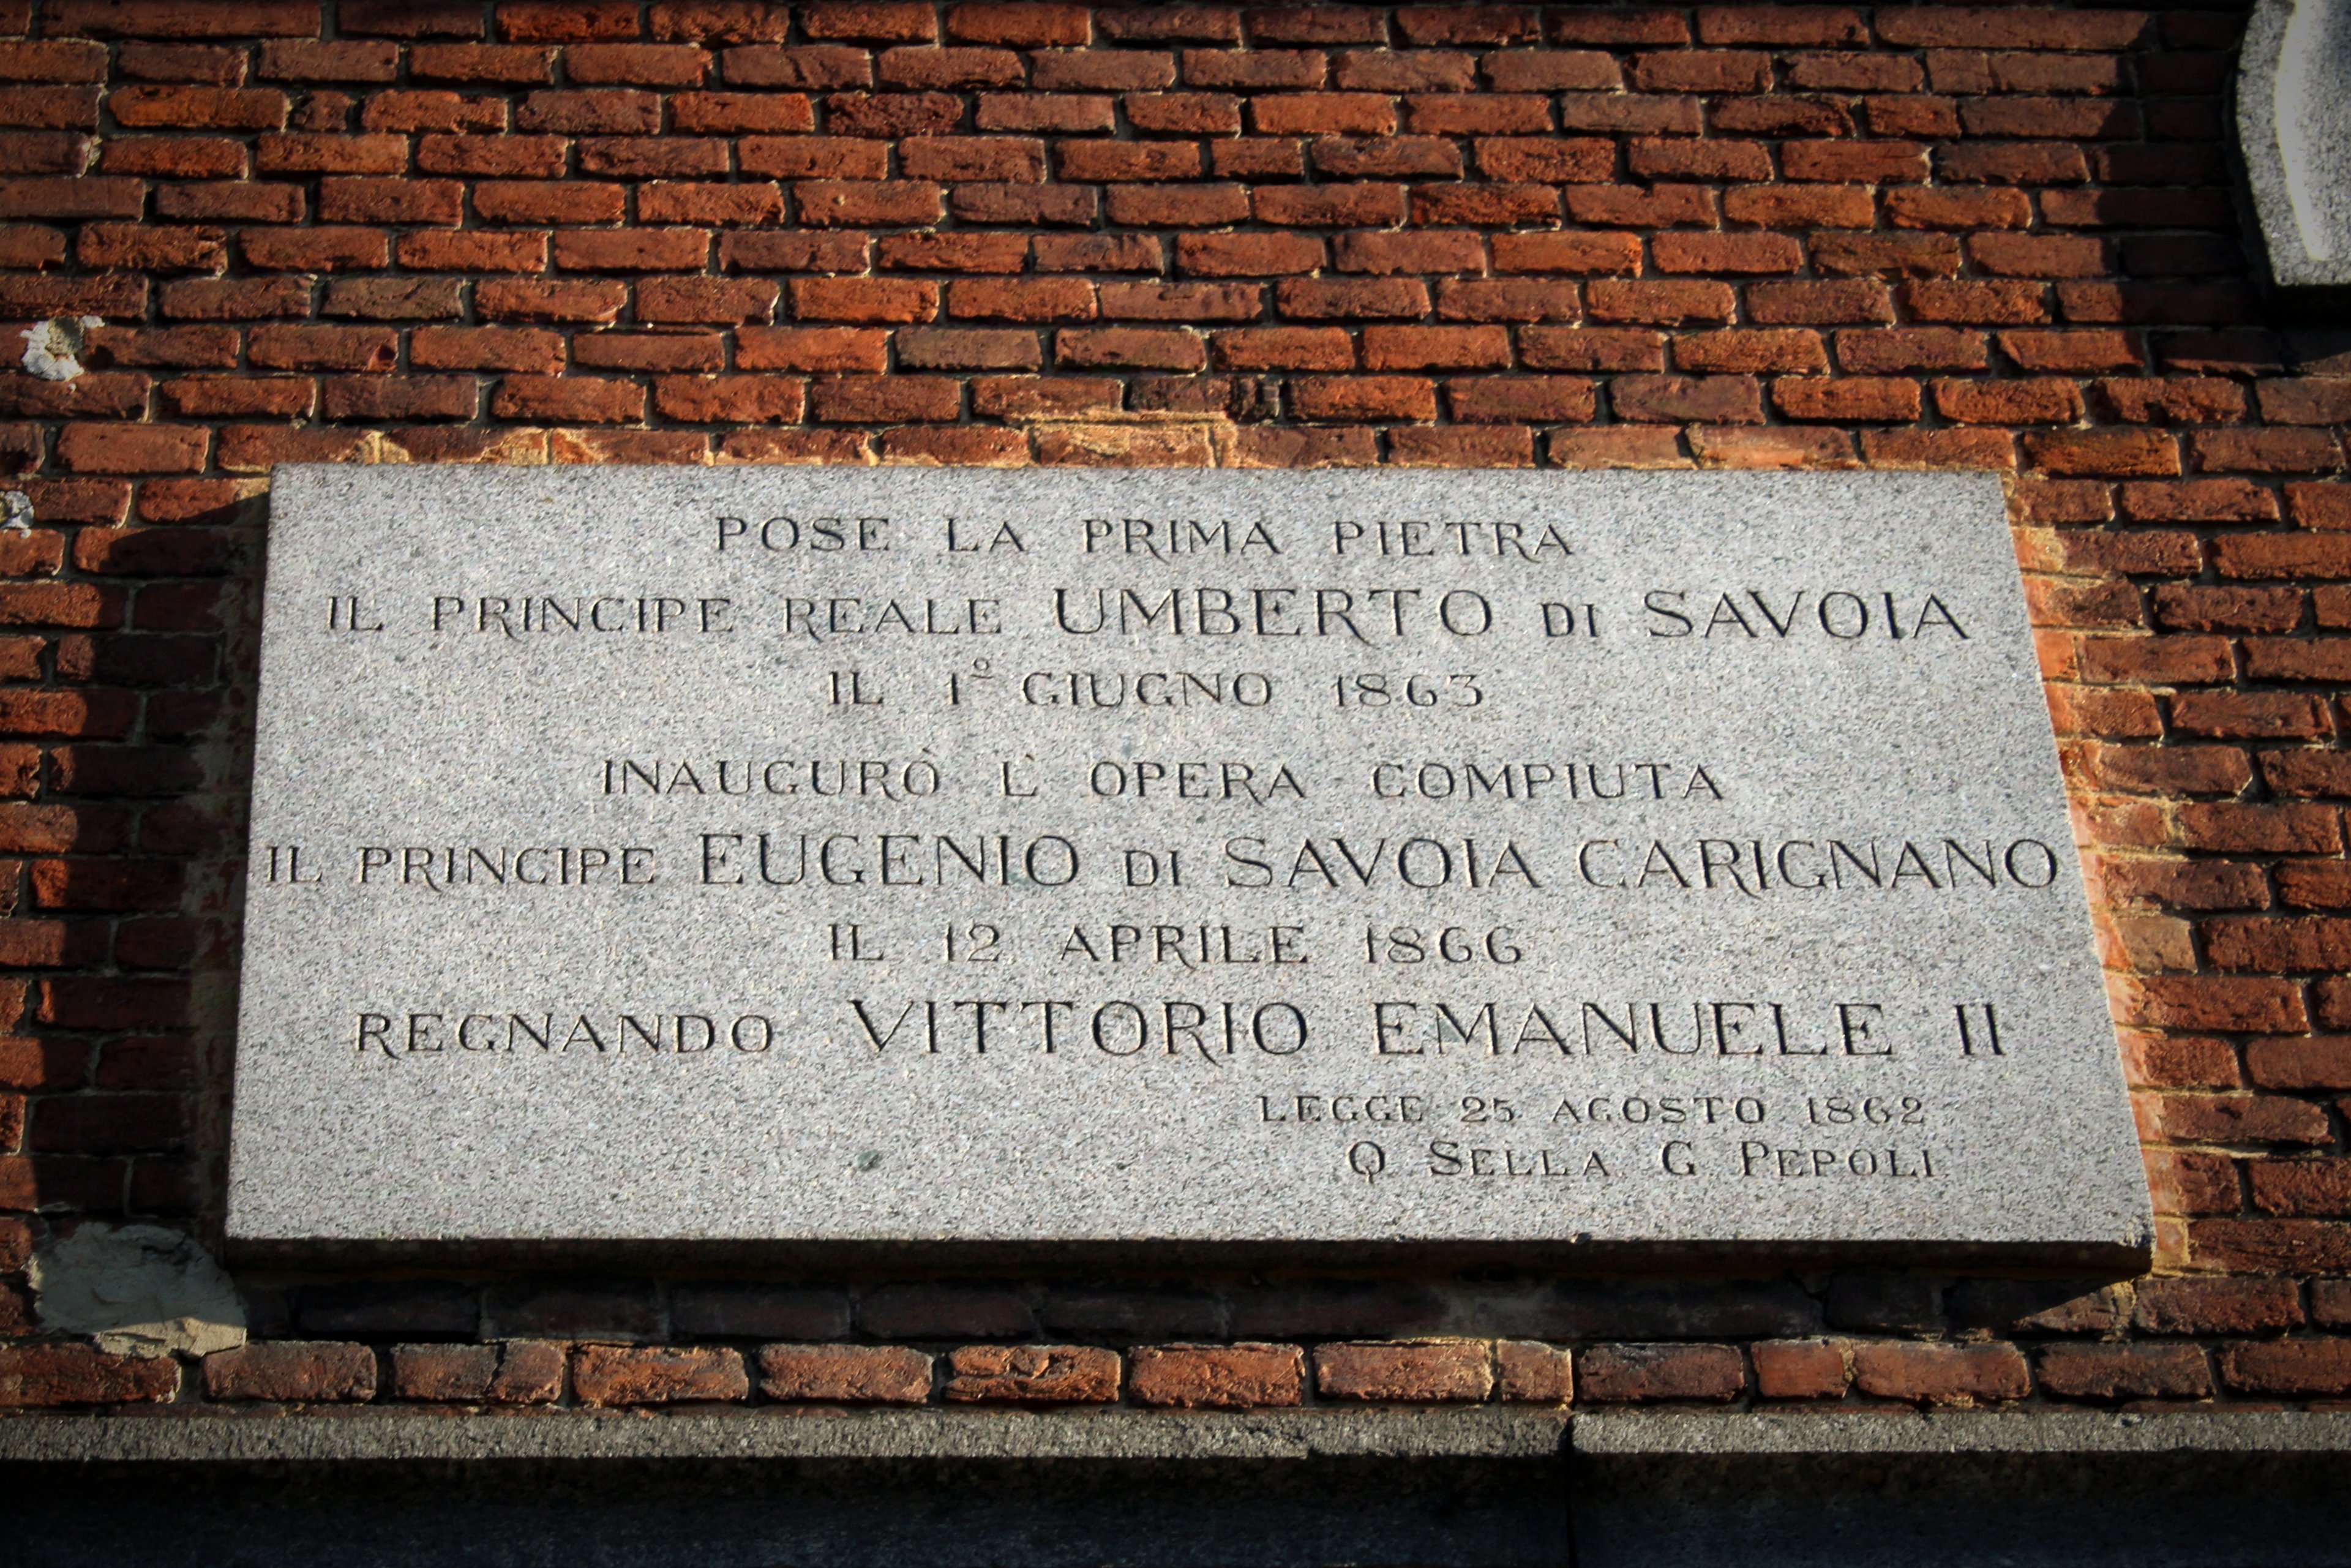 POSE LA PRIMA PIETRA
IL PRINCIPE REALE UMBERTO DI SAVOIA
IL 1º GIUGNO 1863
INAUGURÒ L' OPERA COMPIUTA
IL PRINCIPE EUGENIO DI SAVOIA CARIGNANO
IL 12 APRILE 1866
REGNANDO VITTORIO EMANUELE II
LEGGE 25 AGOSTO 1862
Q SELLA G PEPOLI